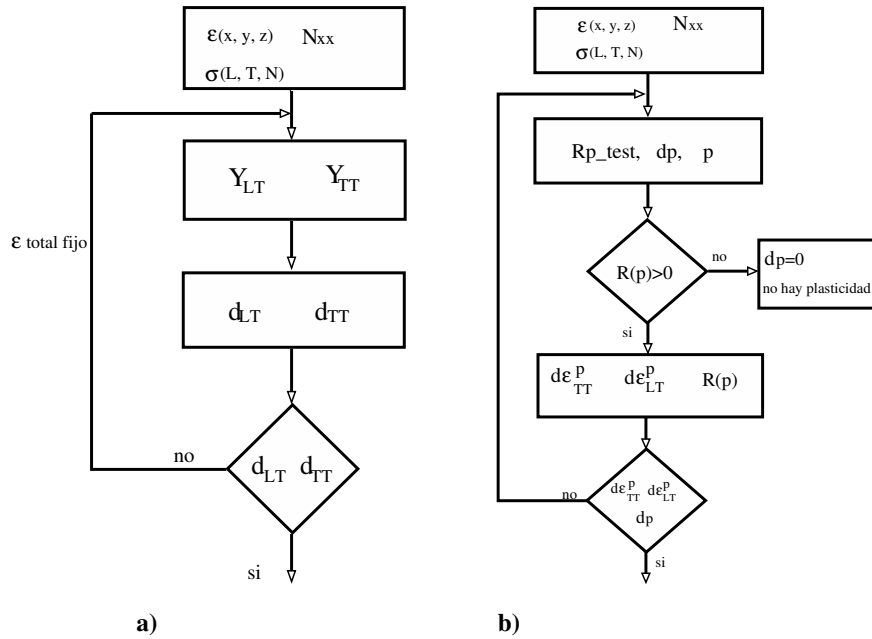 ε(x, y, z) Nxx
σ(L, T, N)
Y_LT Y_TT
ε total fijo
d_LT d_TT
no
d_LT d_TT
si
a)
ε(x, y, z) Nxx
σ(L, T, N)
Rp_test, dp, p
R(p)>0
no
dp=0
no hay plasticidad
si
dε^p_TT dε^p_LT R(p)
no
dε^p_TT dε^p_LT
dp
si
b)